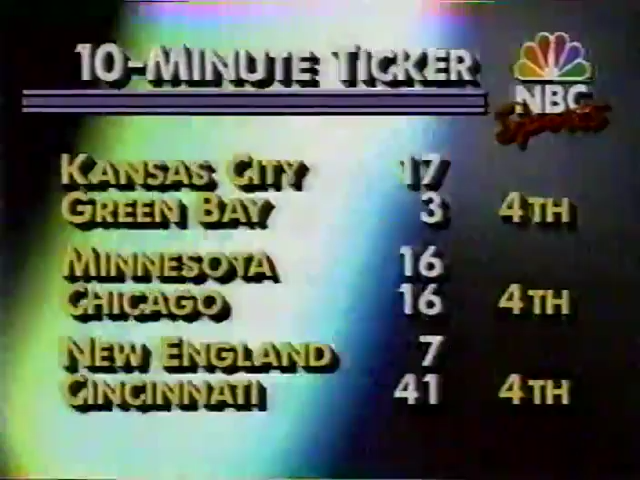 10-MINUTE TICKER
NBC
Sports
KANSAS CITY 17
GREEN BAY 3 4TH
MINNESOTA 16
CHICAGO 16 4TH
NEW ENGLAND 7
CINCINNATI 41 4TH